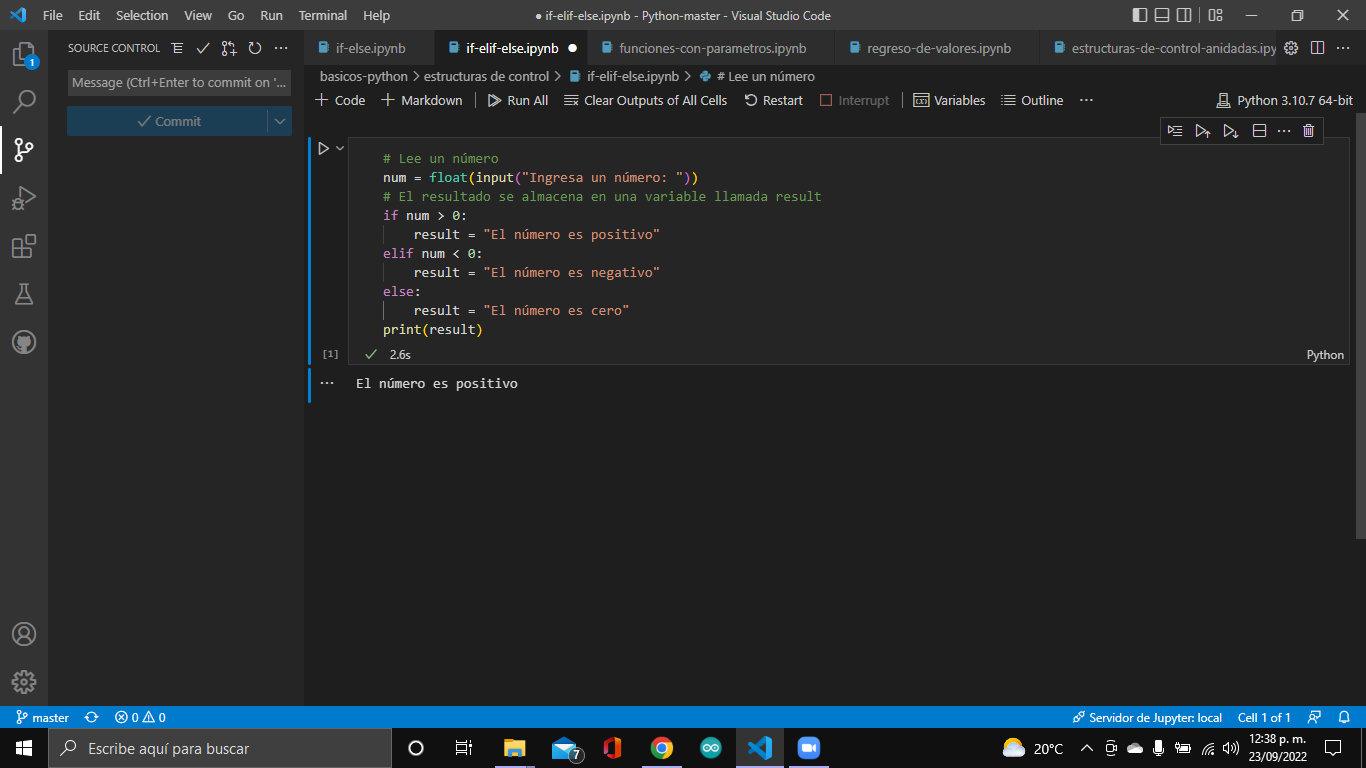 File Edit Selection View Go Run Terminal Help ● if-elif-else.ipynb - Python-master - Visual Studio Code
SOURCE CONTROL
if-else.ipynb if-elif-else.ipynb ● funciones-con-parametros.ipynb regreso-de-valores.ipynb estructuras-de-control-anidadas.ipy
1
basicos-python > estructuras de control > if-elif-else.ipynb > # Lee un número
Message (Ctrl+Enter to commit on '...
Commit
+ Code + Markdown Run All Clear Outputs of All Cells Restart Interrupt Variables Outline ... Python 3.10.7 64-bit
# Lee un número
num = float(input("Ingresa un número: "))
# El resultado se almacena en una variable llamada result
if num > 0:
    result = "El número es positivo"
elif num < 0:
    result = "El número es negativo"
else:
    result = "El número es cero"
print(result)
[1] 2.6s Python
... El número es positivo
master 0 0 Servidor de Jupyter: local Cell 1 of 1
Escribe aquí para buscar 7 20°C 12:38 p. m.
23/09/2022